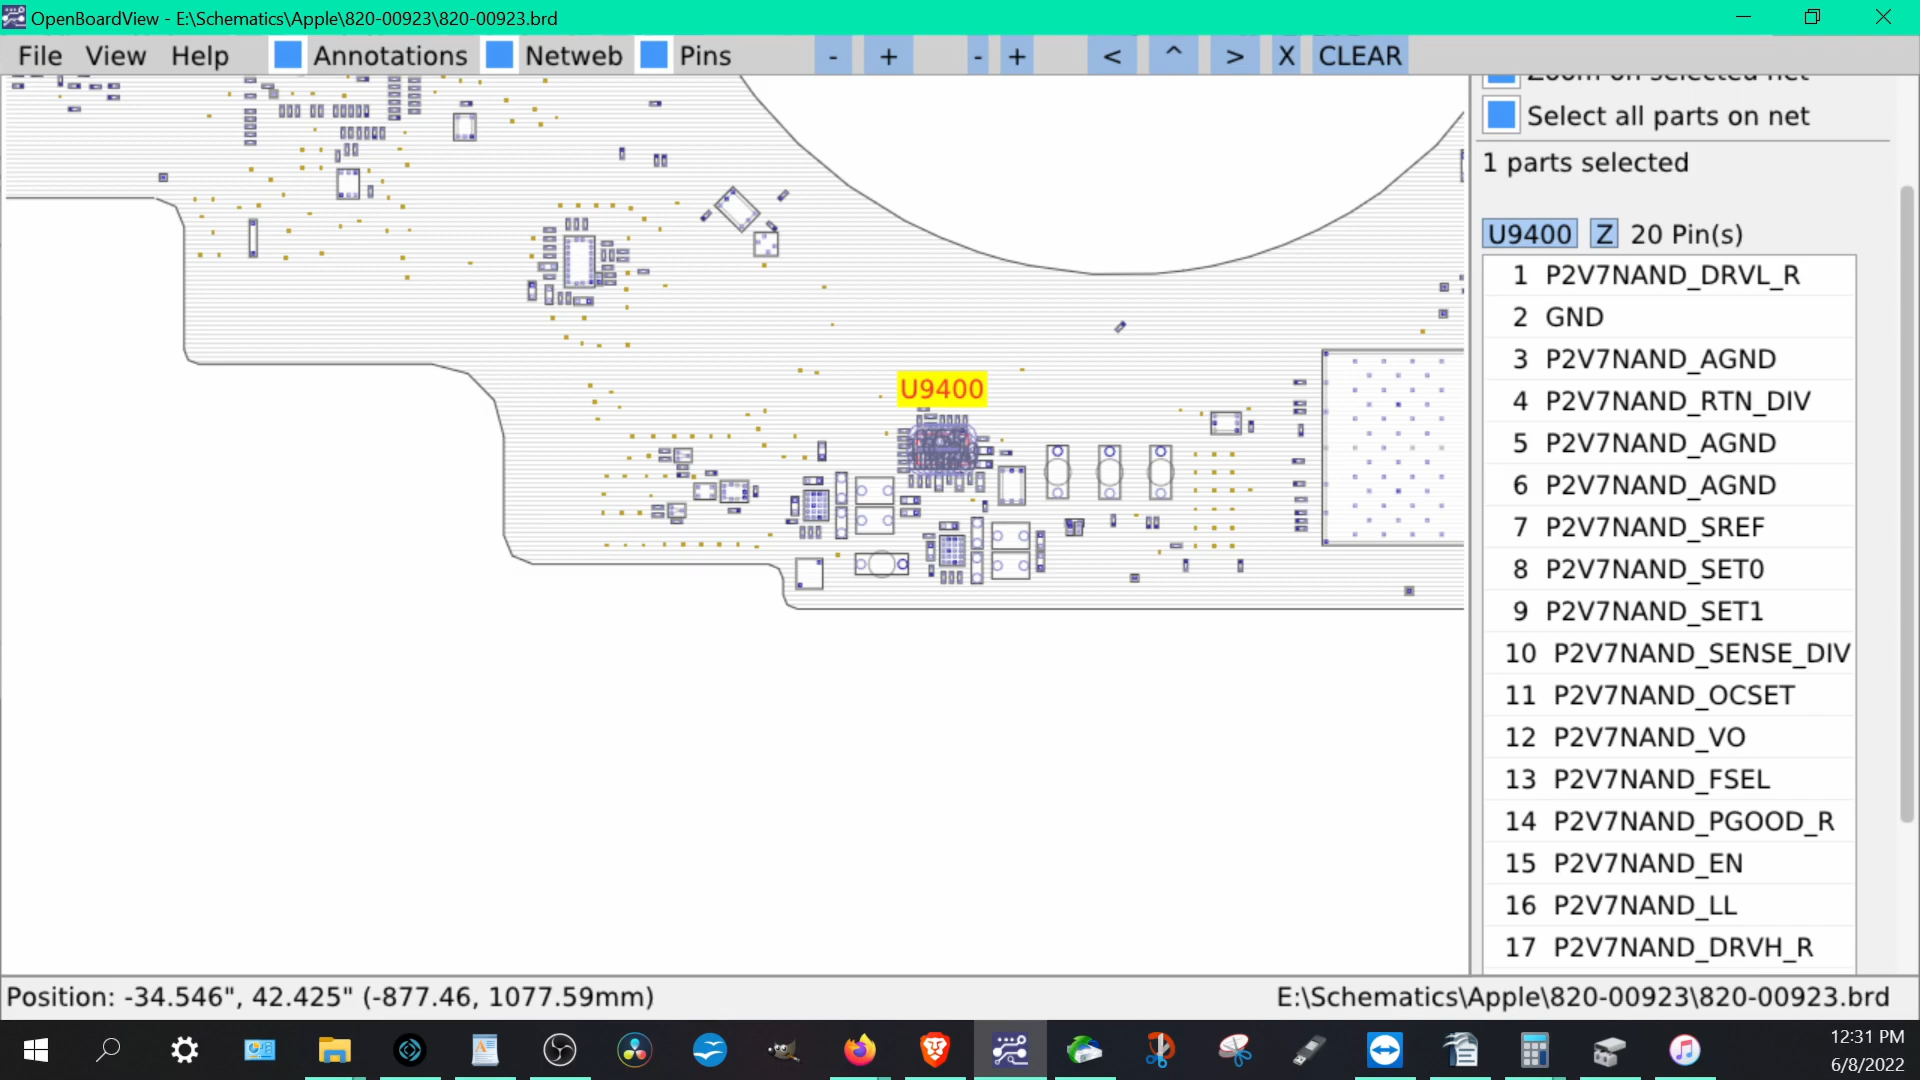 OpenBoardView - E:\Schematics\Apple\820-00923\820-00923.brd
File View Help Annotations Netweb Pins - + - + < ^ > X CLEAR
Zoom on selected net
Select all parts on net
1 parts selected
U9400 Z 20 Pin(s)
1 P2V7NAND_DRVL_R
2 GND
3 P2V7NAND_AGND
4 P2V7NAND_RTN_DIV
5 P2V7NAND_AGND
6 P2V7NAND_AGND
7 P2V7NAND_SREF
8 P2V7NAND_SET0
9 P2V7NAND_SET1
10 P2V7NAND_SENSE_DIV
11 P2V7NAND_OCSET
12 P2V7NAND_VO
13 P2V7NAND_FSEL
14 P2V7NAND_PGOOD_R
15 P2V7NAND_EN
16 P2V7NAND_LL
17 P2V7NAND_DRVH_R
U9400
Position: -34.546", 42.425" (-877.46, 1077.59mm)
E:\Schematics\Apple\820-00923\820-00923.brd
12:31 PM
6/8/2022